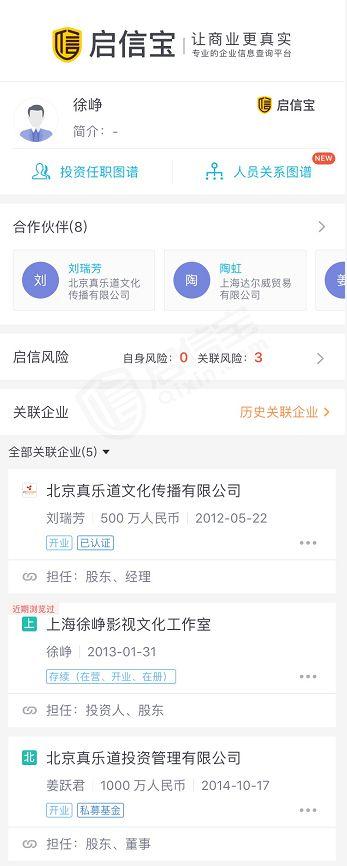 启信宝 让商业更真实
专业的企业信息查询平台
徐峥
启信宝
简介：-
投资任职图谱
人员关系图谱
NEW
合作伙伴(8)
刘
刘瑞芳
北京真乐道文化
传播有限公司
陶
陶虹
上海达尔威贸易
有限公司
姜
启信风险
自身风险：0 关联风险：3
启信宝
Qixin.com
关联企业
历史关联企业
全部关联企业(5)
北京真乐道文化传播有限公司
刘瑞芳 500 万人民币 2012-05-22
开业 已认证
担任：股东、经理
近期浏览过
上
上海徐峥影视文化工作室
徐峥 2013-01-31
存续（在营、开业、在册）
担任：投资人、股东
北
北京真乐道投资管理有限公司
姜跃君 1000 万人民币 2014-10-17
开业 私募基金
担任：股东、董事